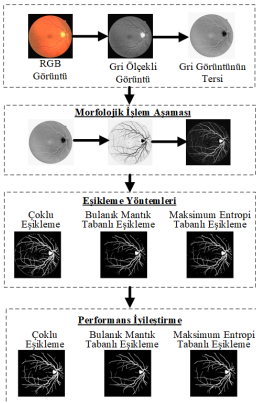 RGB
Görüntü
Gri Ölçekli
Görüntü
Gri Görüntünün
Tersi
Morfolojik İşlem Aşaması
Eşikleme Yöntemleri
Çoklu
Eşikleme
Bulanık Mantık
Tabanlı Eşikleme
Maksimum Entropi
Tabanlı Eşikleme
Performans İyileştirme
Çoklu
Eşikleme
Bulanık Mantık
Tabanlı Eşikleme
Maksimum Entropi
Tabanlı Eşikleme